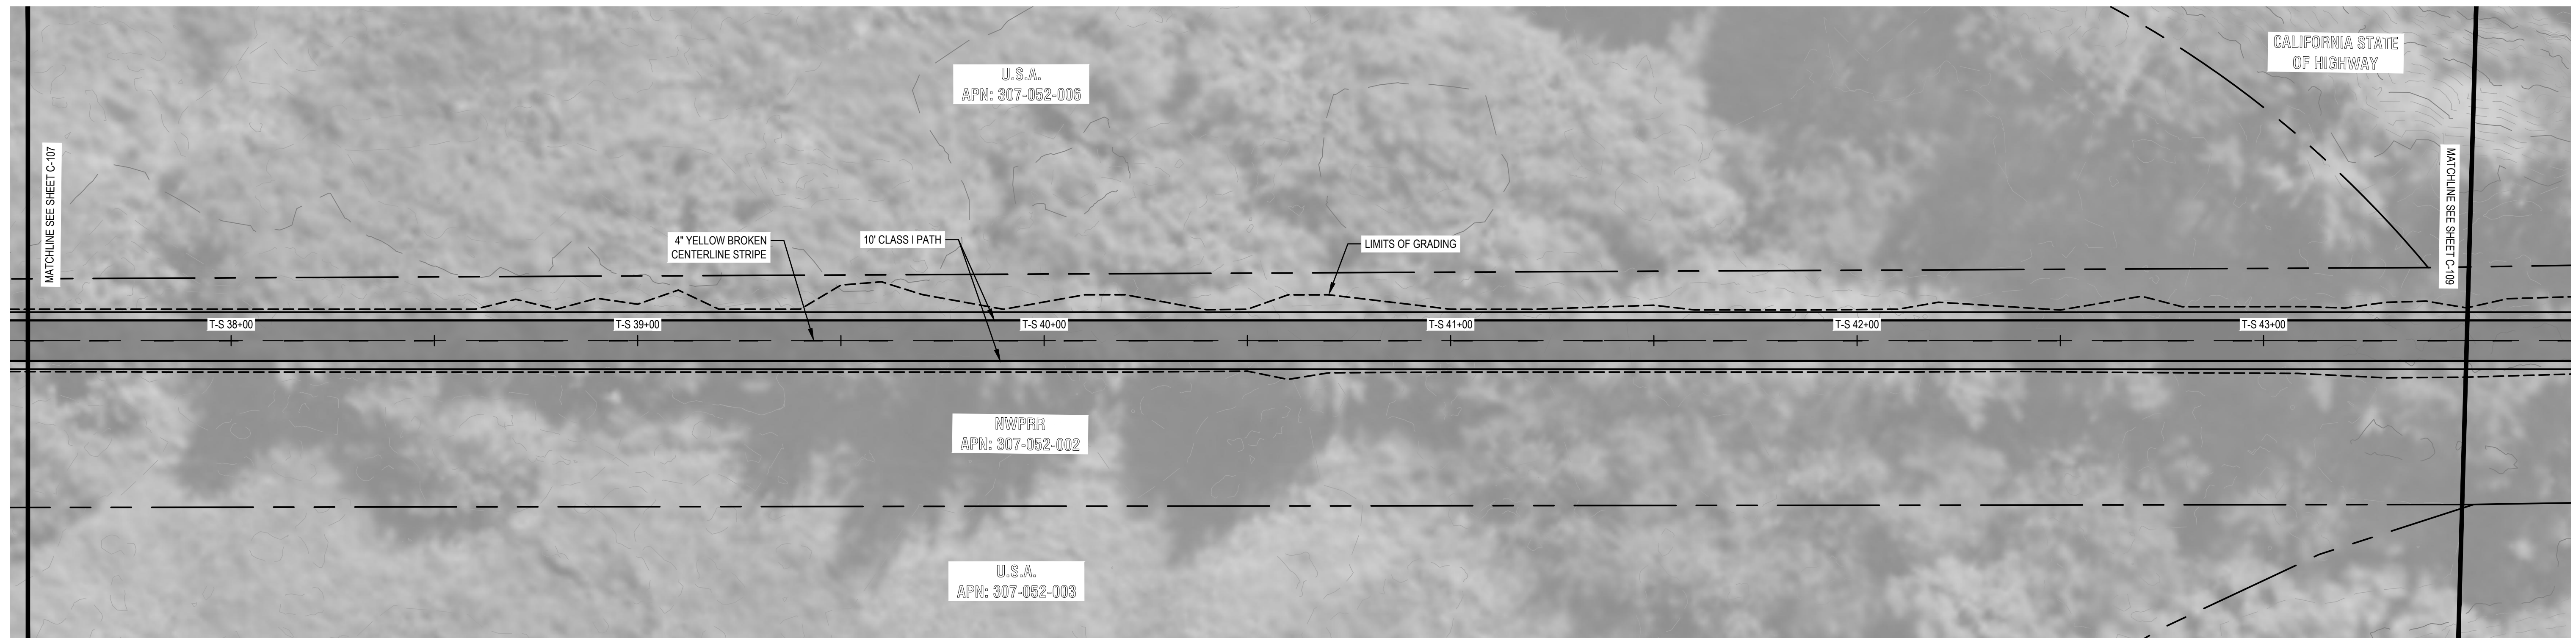 CALIFORNIA STATE
OF HIGHWAY
U.S.A.
APN: 307-052-006
MATCHLINE SEE SHEET C-107
MATCHLINE SEE SHEET C-109
4" YELLOW BROKEN
CENTERLINE STRIPE
10' CLASS I PATH
LIMITS OF GRADING
T-S 38+00
T-S 39+00
T-S 40+00
T-S 41+00
T-S 42+00
T-S 43+00
NWPRR
APN: 307-052-002
U.S.A.
APN: 307-052-003